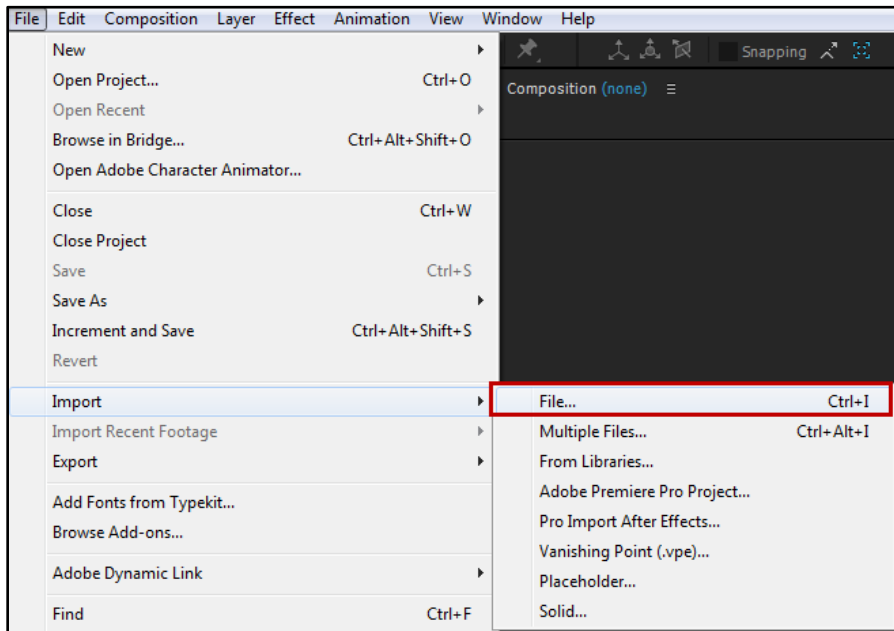 File Edit Composition Layer Effect Animation View Window Help
New
Open Project... Ctrl+O
Open Recent
Browse in Bridge... Ctrl+Alt+Shift+O
Open Adobe Character Animator...
Close Ctrl+W
Close Project
Save Ctrl+S
Save As
Increment and Save Ctrl+Alt+Shift+S
Revert
Import
Import Recent Footage
Export
Add Fonts from Typekit...
Browse Add-ons...
Adobe Dynamic Link
Find Ctrl+F
Snapping
Composition (none)
File... Ctrl+I
Multiple Files... Ctrl+Alt+I
From Libraries...
Adobe Premiere Pro Project...
Pro Import After Effects...
Vanishing Point (.vpe)...
Placeholder...
Solid...